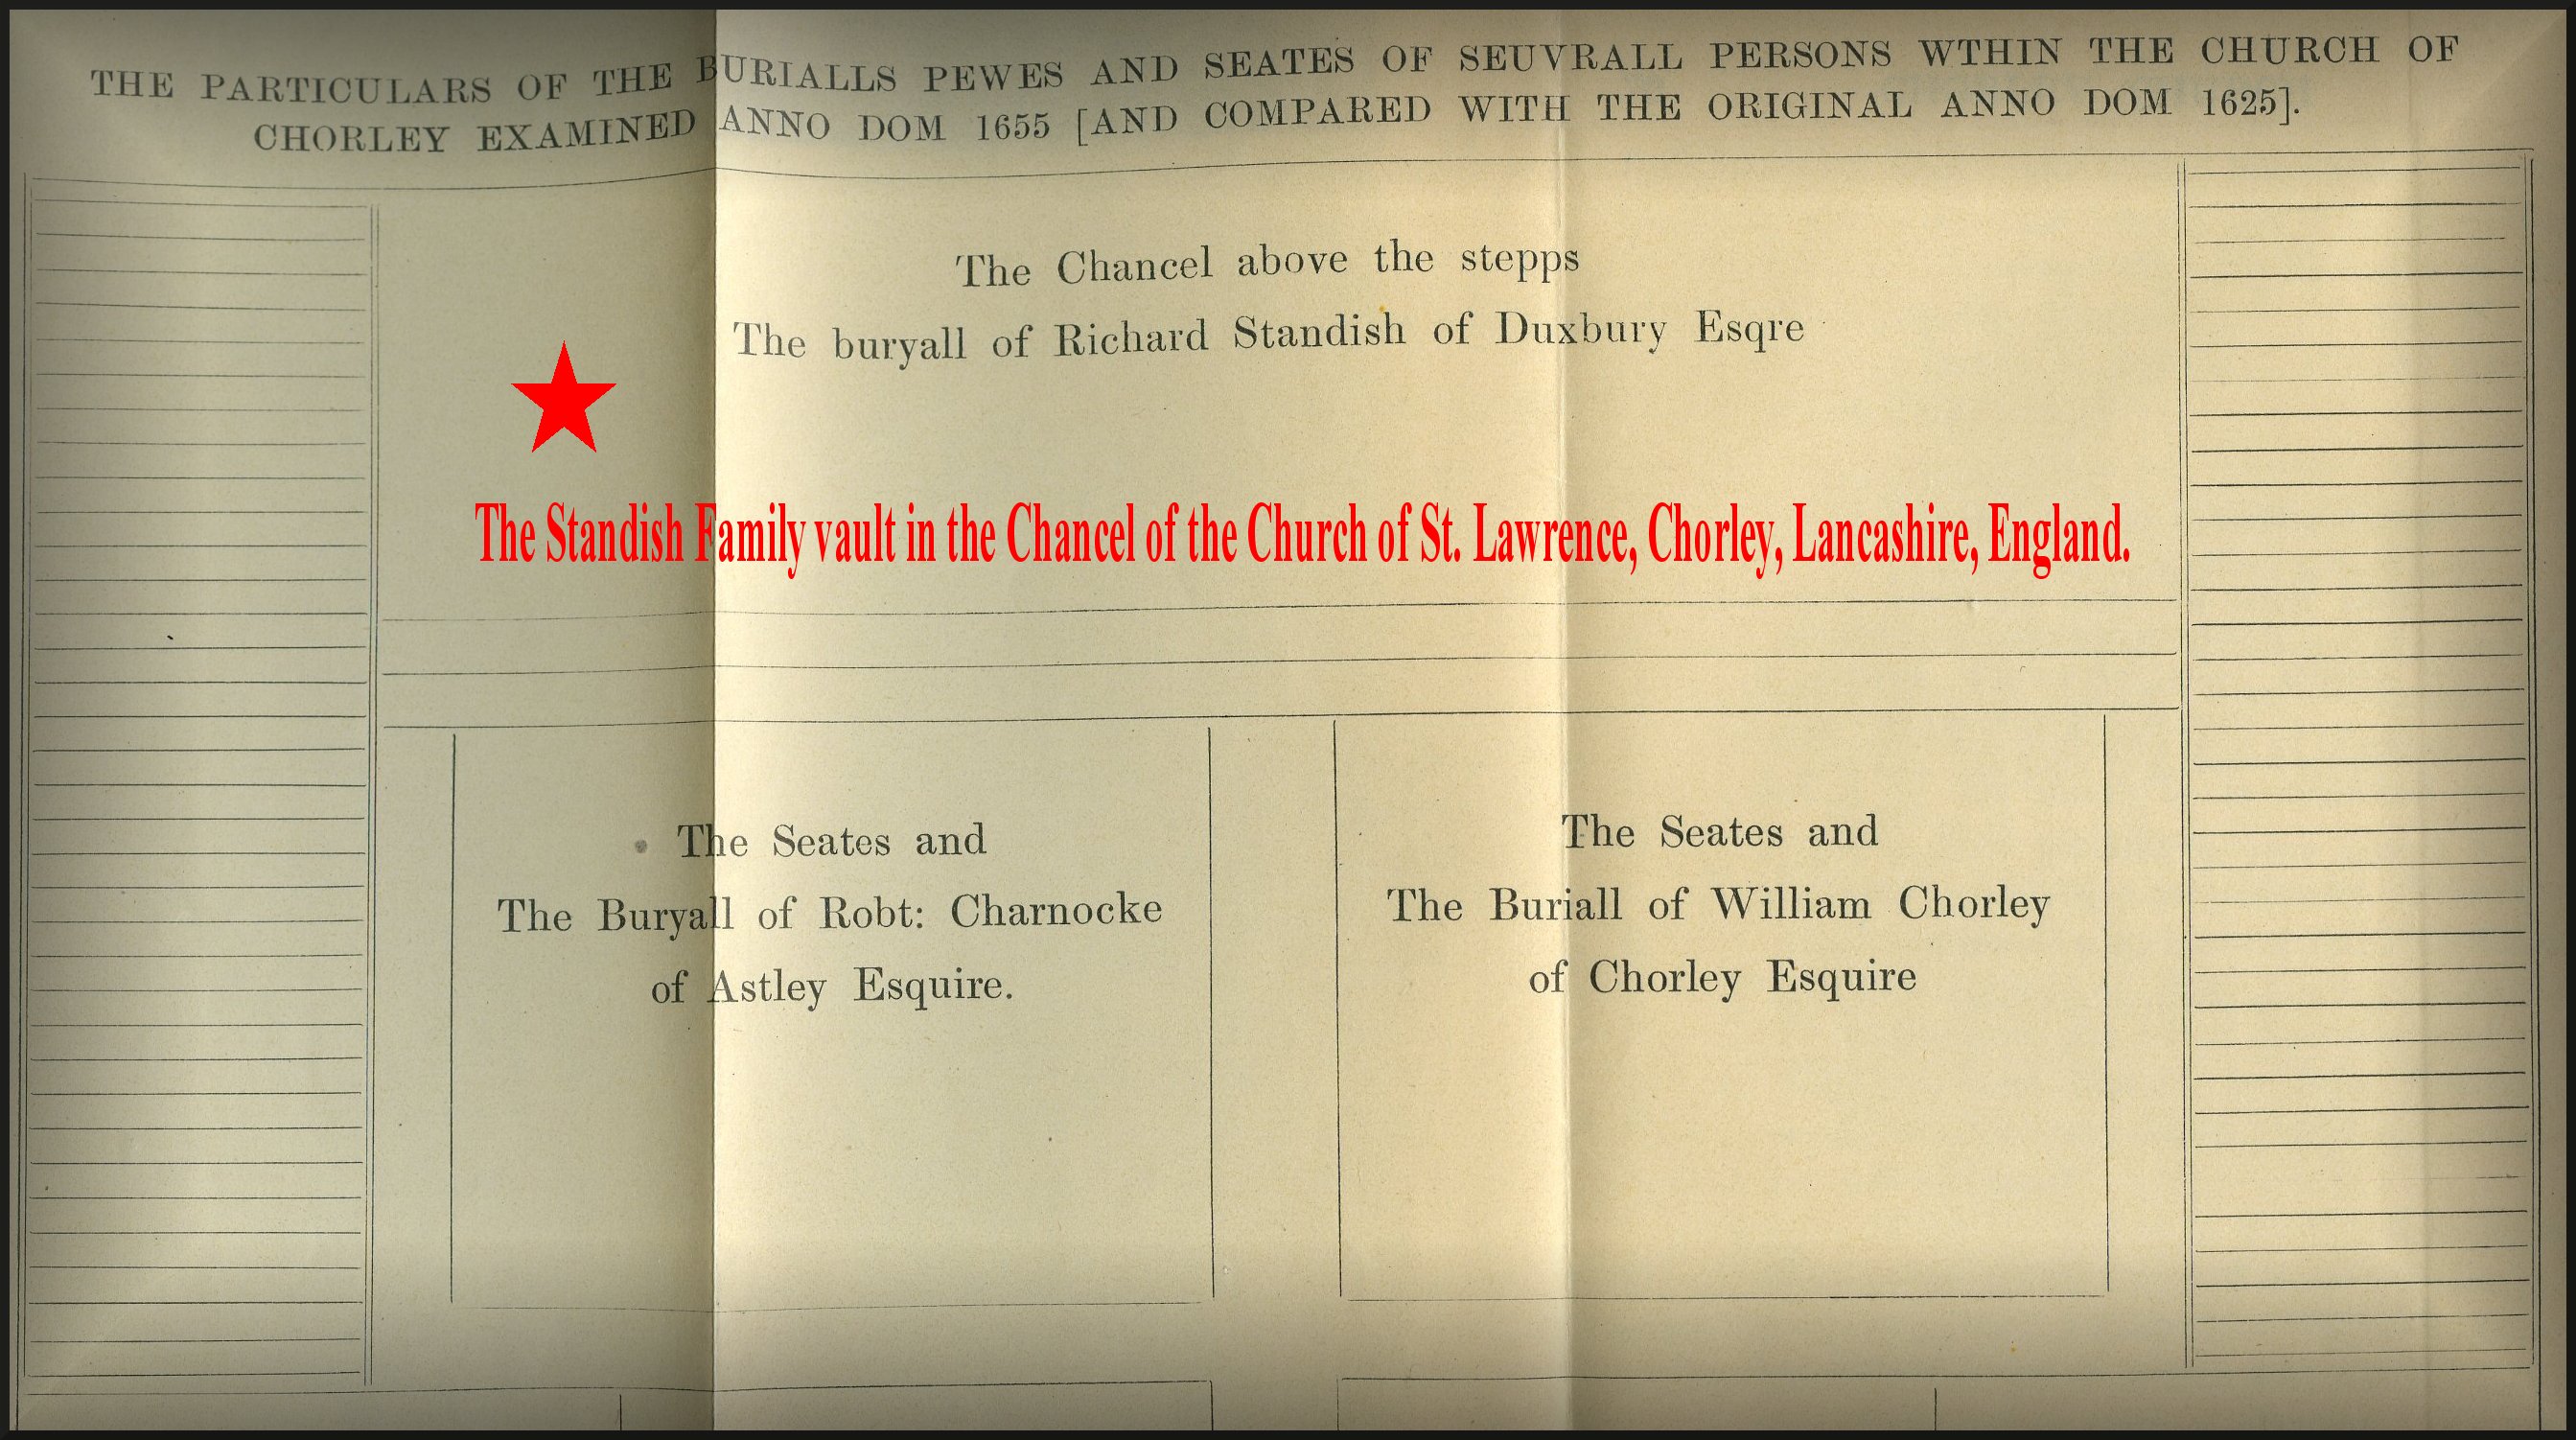 THE PARTICULARS OF THE BURIALLS PEWES AND SEATES OF SEUVRALL PERSONS WTHIN THE CHURCH OF
CHORLEY EXAMINED ANNO DOM 1655 [AND COMPARED WITH THE ORIGINAL ANNO DOM 1625].
The Chancel above the stepps
The buryall of Richard Standish of Duxbury Esqre
The Standish Family vault in the Chancel of the Church of St. Lawrence, Chorley, Lancashire, England.
The Seates and
The Buryall of Robt: Charnocke
of Astley Esquire.
The Seates and
The Buriall of William Chorley
of Chorley Esquire